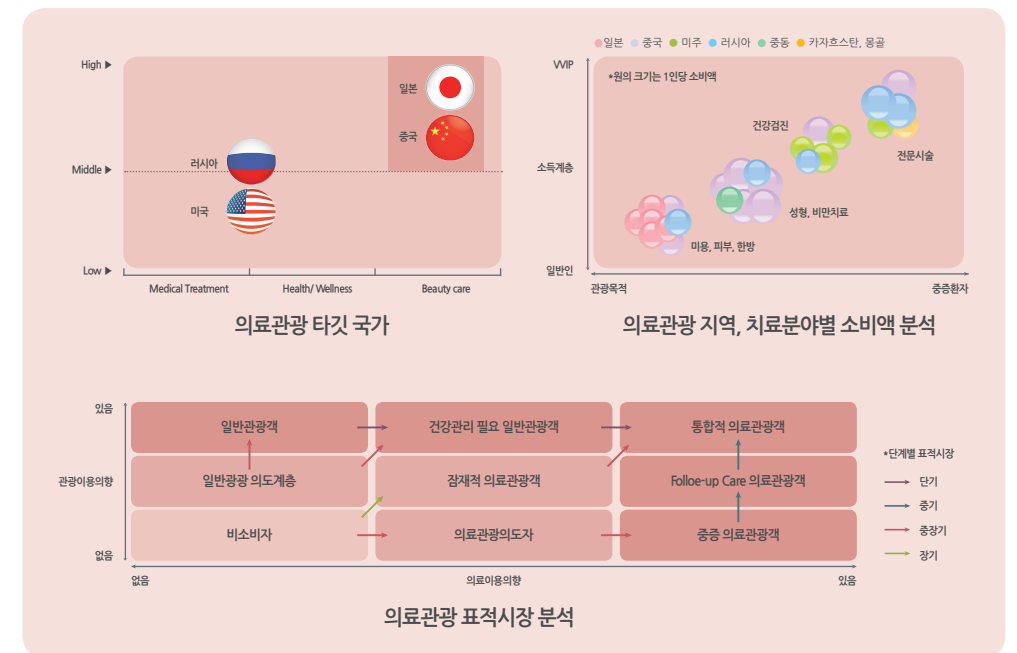 High ▶
Middle ▶
Low ▶
일본
중국
러시아
미국
Medical Treatment
Health/ Wellness
Beauty care
의료관광 타깃 국가
일본 중국 미주 러시아 중동 카자흐스탄, 몽골
VVIP
소득계층
일반인
*원의 크기는 1인당 소비액
건강검진
전문시술
성형, 비만치료
미용, 피부, 한방
관광목적
중증환자
의료관광 지역, 치료분야별 소비액 분석
있음
관광이용의향
없음
일반관광객
건강관리 필요 일반관광객
통합적 의료관광객
일반광광 의도계층
잠재적 의료관광객
Folloe-up Care 의료관광객
비소비자
의료관광의도자
중증 의료관광객
없음
의료이용의향
있음
*단계별 표적시장
단기
중기
중장기
장기
의료관광 표적시장 분석